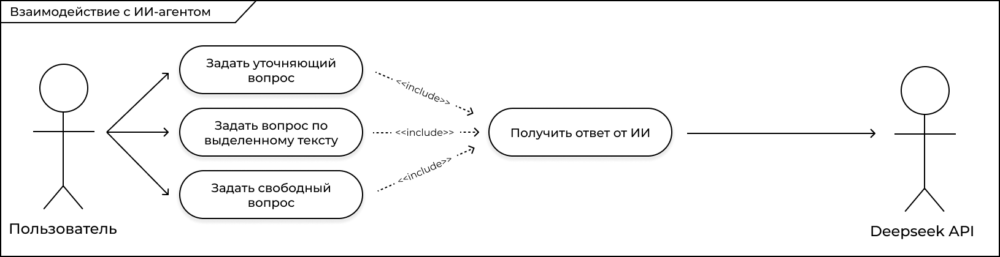 Взаимодействие с ИИ-агентом
Задать уточняющий
вопрос
<<include>>
Задать вопрос по
выделенному тексту
<<include>>
Получить ответ от ИИ
<<include>>
Задать свободный
вопрос
Пользователь
Deepseek API